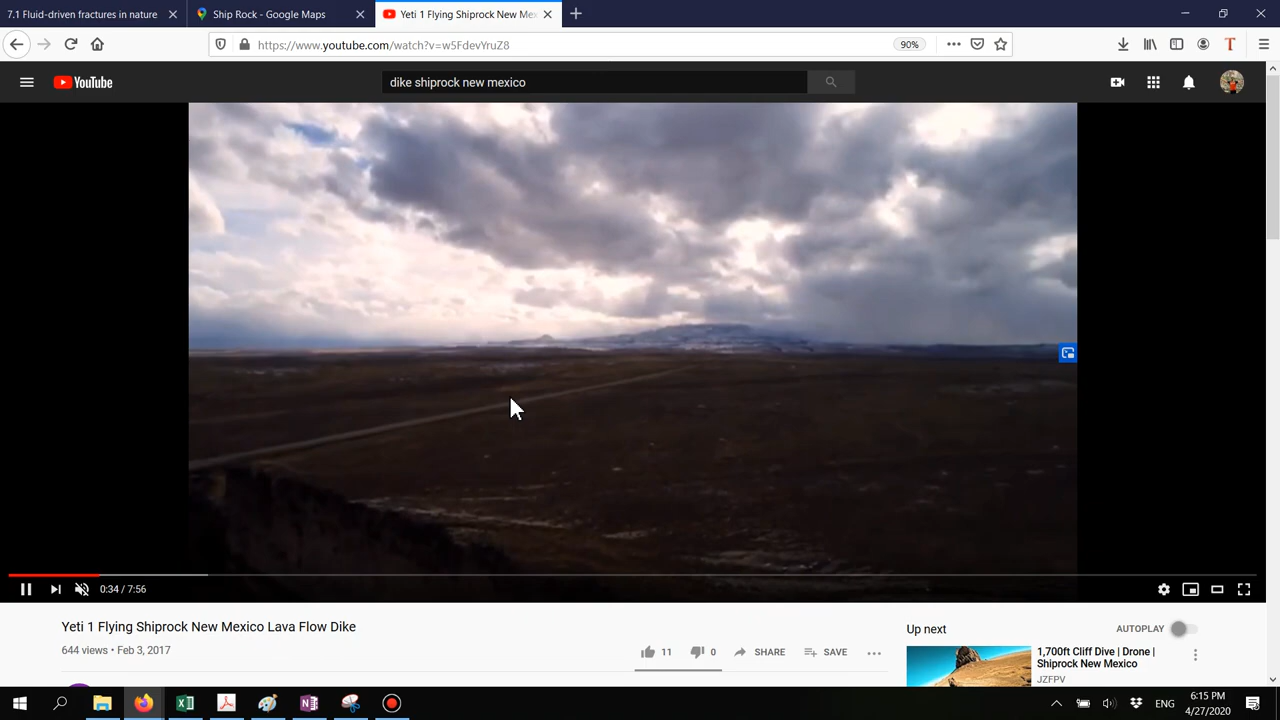 7.1 Fluid-driven fractures in nature
Ship Rock - Google Maps
Yeti 1 Flying Shiprock New Mex
https://www.youtube.com/watch?v=w5FdevYruZ8
90%
YouTube
dike shiprock new mexico
0:34 / 7:56
Yeti 1 Flying Shiprock New Mexico Lava Flow Dike
644 views • Feb 3, 2017
11
0
SHARE
SAVE
Up next
AUTOPLAY
1,700ft Cliff Dive | Drone |
Shiprock New Mexico
JZFPV
ENG
6:15 PM
4/27/2020